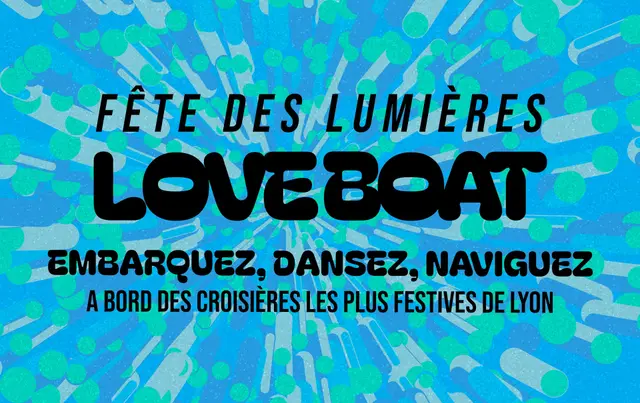 FÊTE DES LUMIÈRES
LOVE BOAT
EMBARQUEZ, DANSEZ, NAVIGUEZ
A BORD DES CROISIÈRES LES PLUS FESTIVES DE LYON